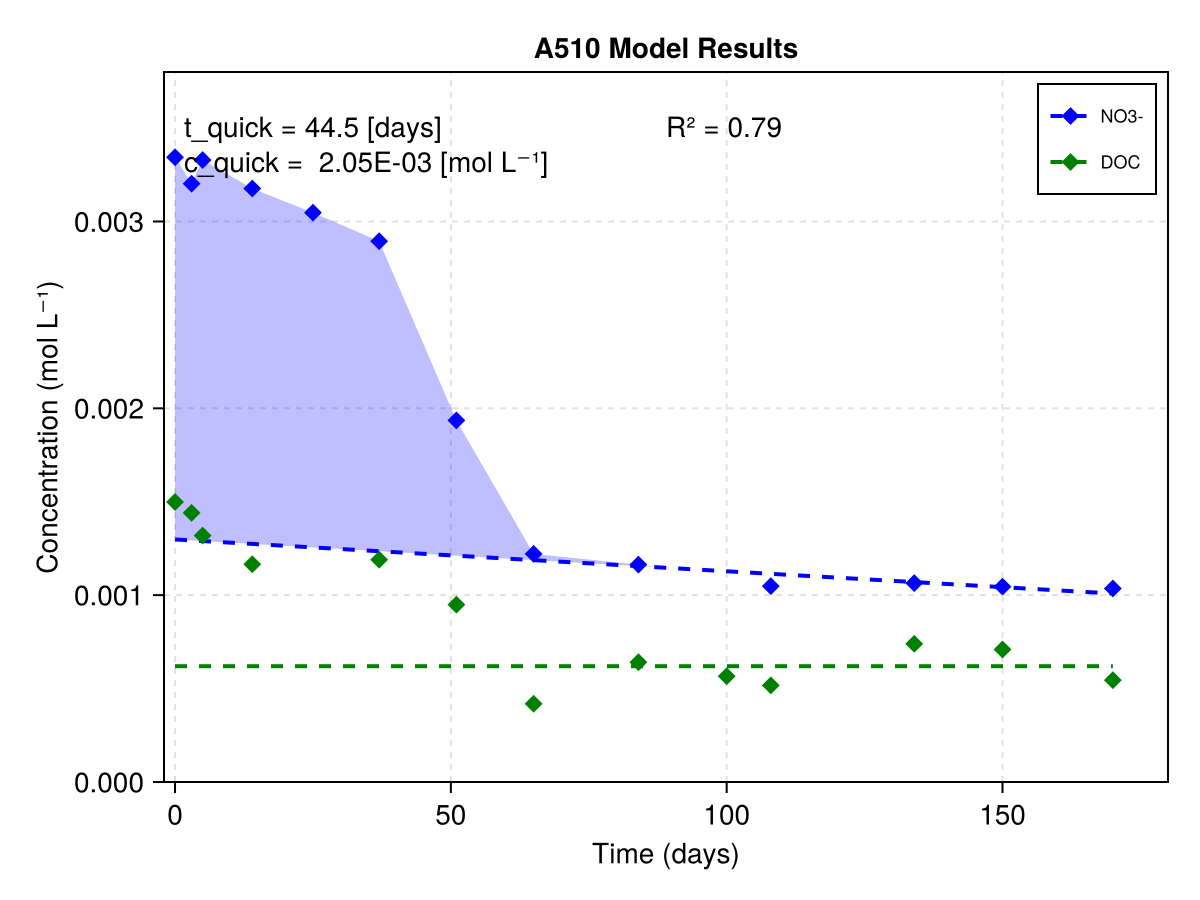 A510 Model Results
t_quick = 44.5 [days]
R² = 0.79
c_quick =  2.05E-03 [mol L⁻¹]
NO3-
DOC
Concentration (mol L⁻¹)
0.003
0.002
0.001
0.000
0
50
100
150
Time (days)